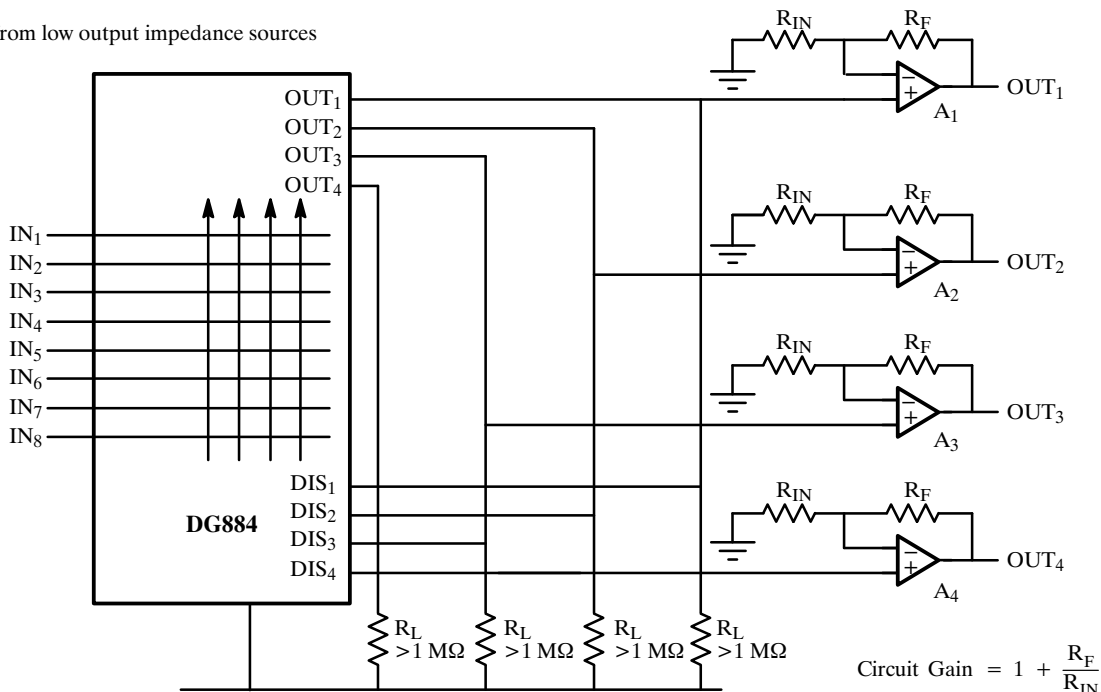 rom low output impedance sources
R_IN R_F
OUT₁ − + A₁ OUT₁
OUT₂
OUT₃
OUT₄
R_IN R_F
IN₁
IN₂ − + A₂ OUT₂
IN₃
IN₄
IN₅ R_IN R_F
IN₆
IN₇ − + A₃ OUT₃
IN₈
DIS₁ R_IN R_F
DG884 DIS₂
DIS₃ − + A₄ OUT₄
DIS₄
R_L R_L R_L R_L
>1 MΩ >1 MΩ >1 MΩ >1 MΩ
Circuit Gain = 1 + R_F / R_IN